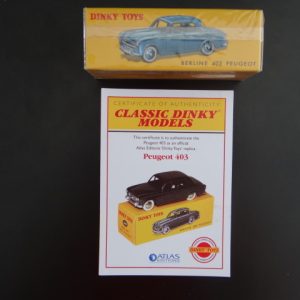 DINKY TOYS
BERLINE 403 PEUGEOT
CERTIFICATE OF AUTHENTICITY
CLASSIC DINKY
MODELS
This certificate is to authenticate the
Peugeot 403 as an official
Atlas Editions 'Dinky Toys' replica
Peugeot 403
DINKY TOYS
ATLAS